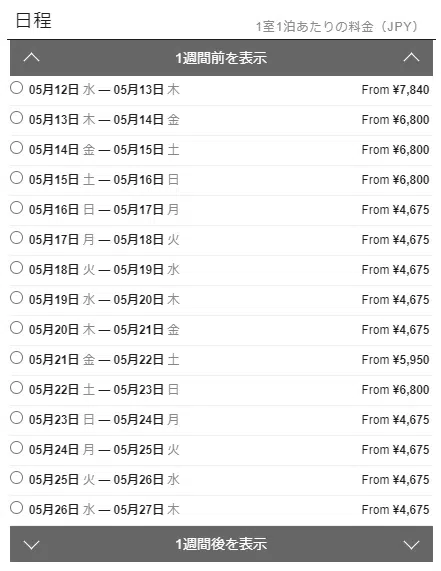 日程
1室1泊あたりの料金（JPY）
1週間前を表示
05月12日 水 — 05月13日 木 From ¥7,840
05月13日 木 — 05月14日 金 From ¥6,800
05月14日 金 — 05月15日 土 From ¥6,800
05月15日 土 — 05月16日 日 From ¥6,800
05月16日 日 — 05月17日 月 From ¥4,675
05月17日 月 — 05月18日 火 From ¥4,675
05月18日 火 — 05月19日 水 From ¥4,675
05月19日 水 — 05月20日 木 From ¥4,675
05月20日 木 — 05月21日 金 From ¥4,675
05月21日 金 — 05月22日 土 From ¥5,950
05月22日 土 — 05月23日 日 From ¥6,800
05月23日 日 — 05月24日 月 From ¥4,675
05月24日 月 — 05月25日 火 From ¥4,675
05月25日 火 — 05月26日 水 From ¥4,675
05月26日 水 — 05月27日 木 From ¥4,675
1週間後を表示